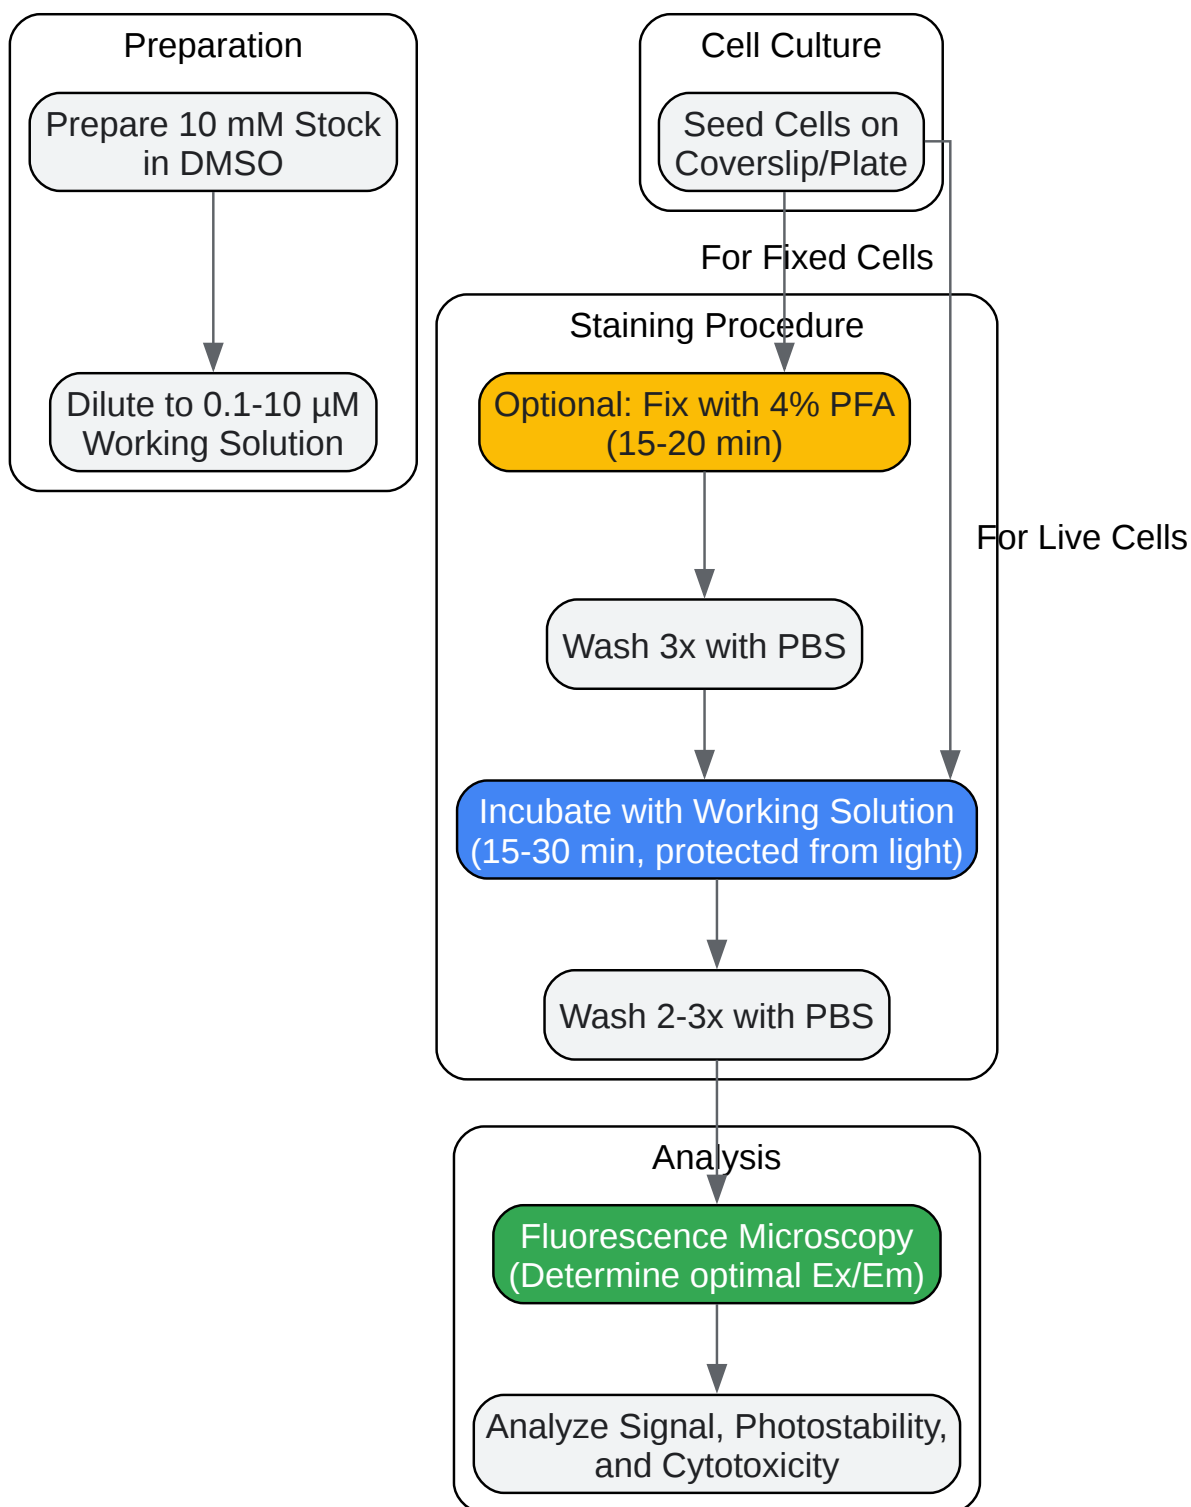 Preparation
Prepare 10 mM Stock
in DMSO
Dilute to 0.1-10 µM
Working Solution
Cell Culture
Seed Cells on
Coverslip/Plate
For Fixed Cells
For Live Cells
Staining Procedure
Optional: Fix with 4% PFA
(15-20 min)
Wash 3x with PBS
Incubate with Working Solution
(15-30 min, protected from light)
Wash 2-3x with PBS
Analysis
Fluorescence Microscopy
(Determine optimal Ex/Em)
Analyze Signal, Photostability,
and Cytotoxicity